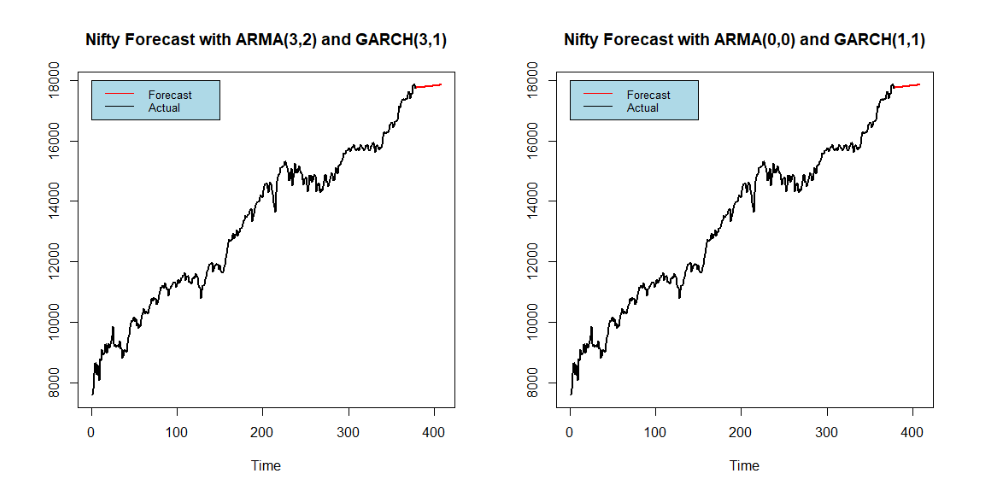 Nifty Forecast with ARMA(3,2) and GARCH(3,1)
18000
16000
14000
12000
10000
8000
Forecast
Actual
0 100 200 300 400
Time
Nifty Forecast with ARMA(0,0) and GARCH(1,1)
18000
16000
14000
12000
10000
8000
Forecast
Actual
0 100 200 300 400
Time